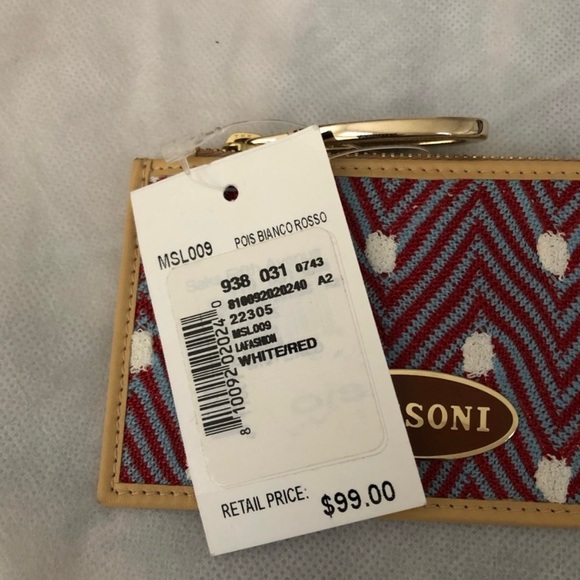 MSL009 POIS BIANCO ROSSO
938 031 0743
810092020240 A2
22305
MSL009
LAFASHION
WHITE/RED
8 10092 02024 0
RETAIL PRICE: $99.00
SONI